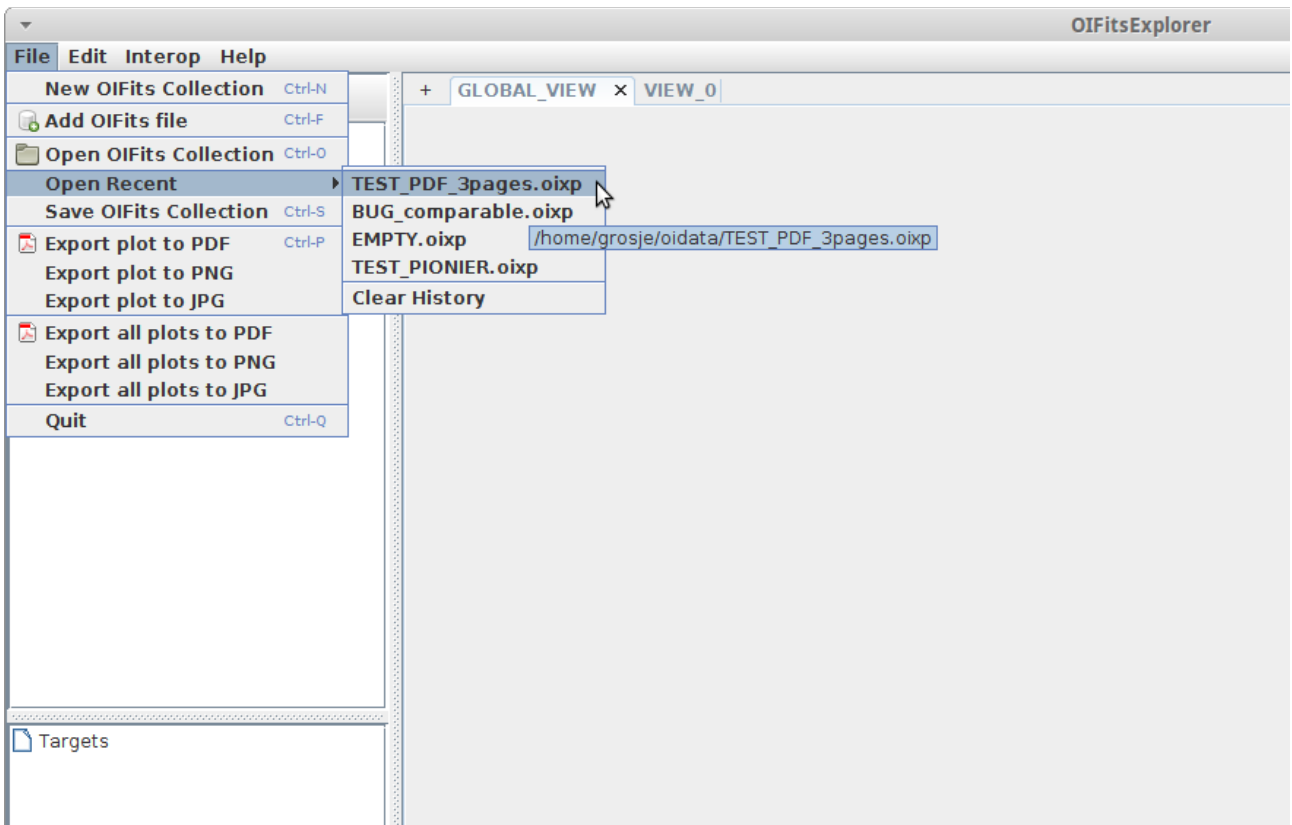 OIFitsExplorer
File Edit Interop Help
New OIFits Collection Ctrl-N
Add OIFits file Ctrl-F
Open OIFits Collection Ctrl-O
Open Recent
Save OIFits Collection Ctrl-S
Export plot to PDF Ctrl-P
Export plot to PNG
Export plot to JPG
Export all plots to PDF
Export all plots to PNG
Export all plots to JPG
Quit Ctrl-Q
TEST_PDF_3pages.oixp
BUG_comparable.oixp
EMPTY.oixp
TEST_PIONIER.oixp
Clear History
/home/grosje/oidata/TEST_PDF_3pages.oixp
+ GLOBAL_VIEW × VIEW_0
Targets